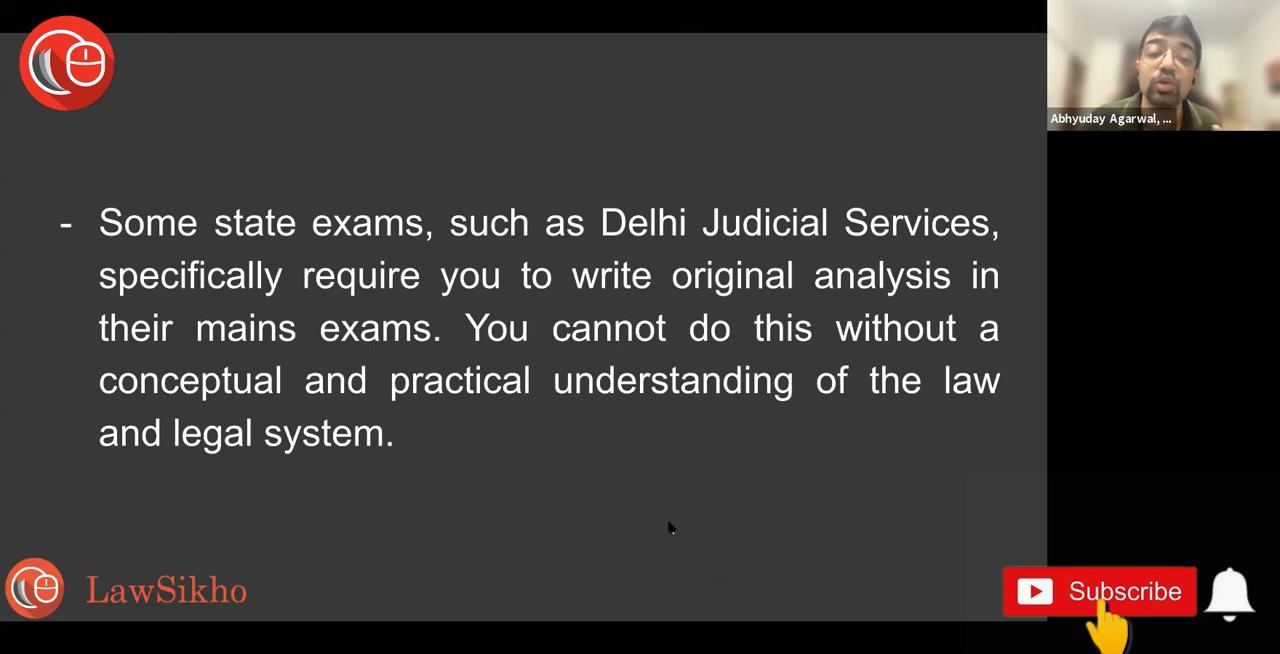 Abhyuday Agarwal, ...
- Some state exams, such as Delhi Judicial Services,
specifically require you to write original analysis in
their mains exams. You cannot do this without a
conceptual and practical understanding of the law
and legal system.
LawSikho
Subscribe